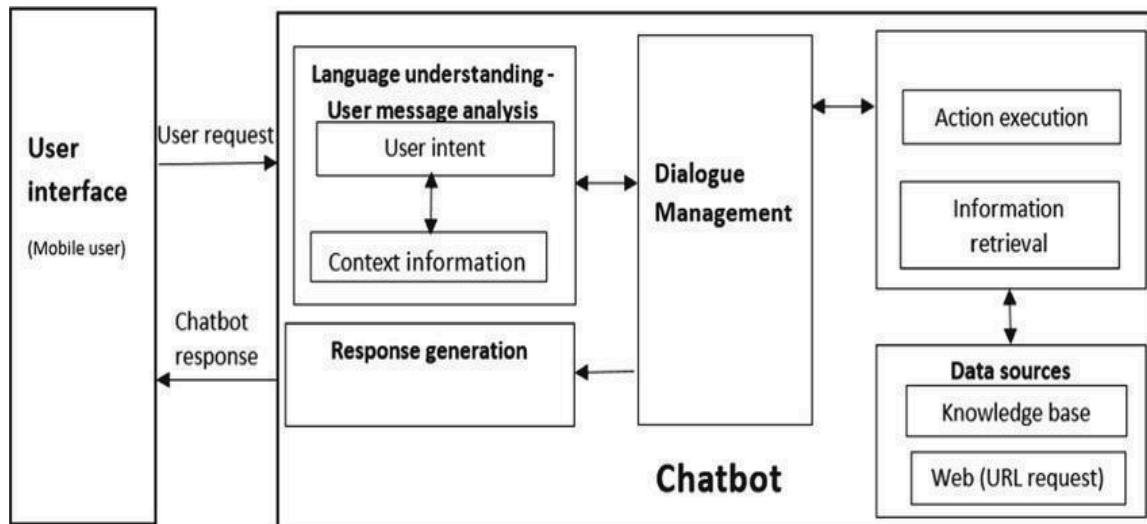 User
interface
(Mobile user)
User request
Chatbot
response
Language understanding -
User message analysis
User intent
Context information
Response generation
Dialogue
Management
Action execution
Information
retrieval
Data sources
Knowledge base
Web (URL request)
Chatbot